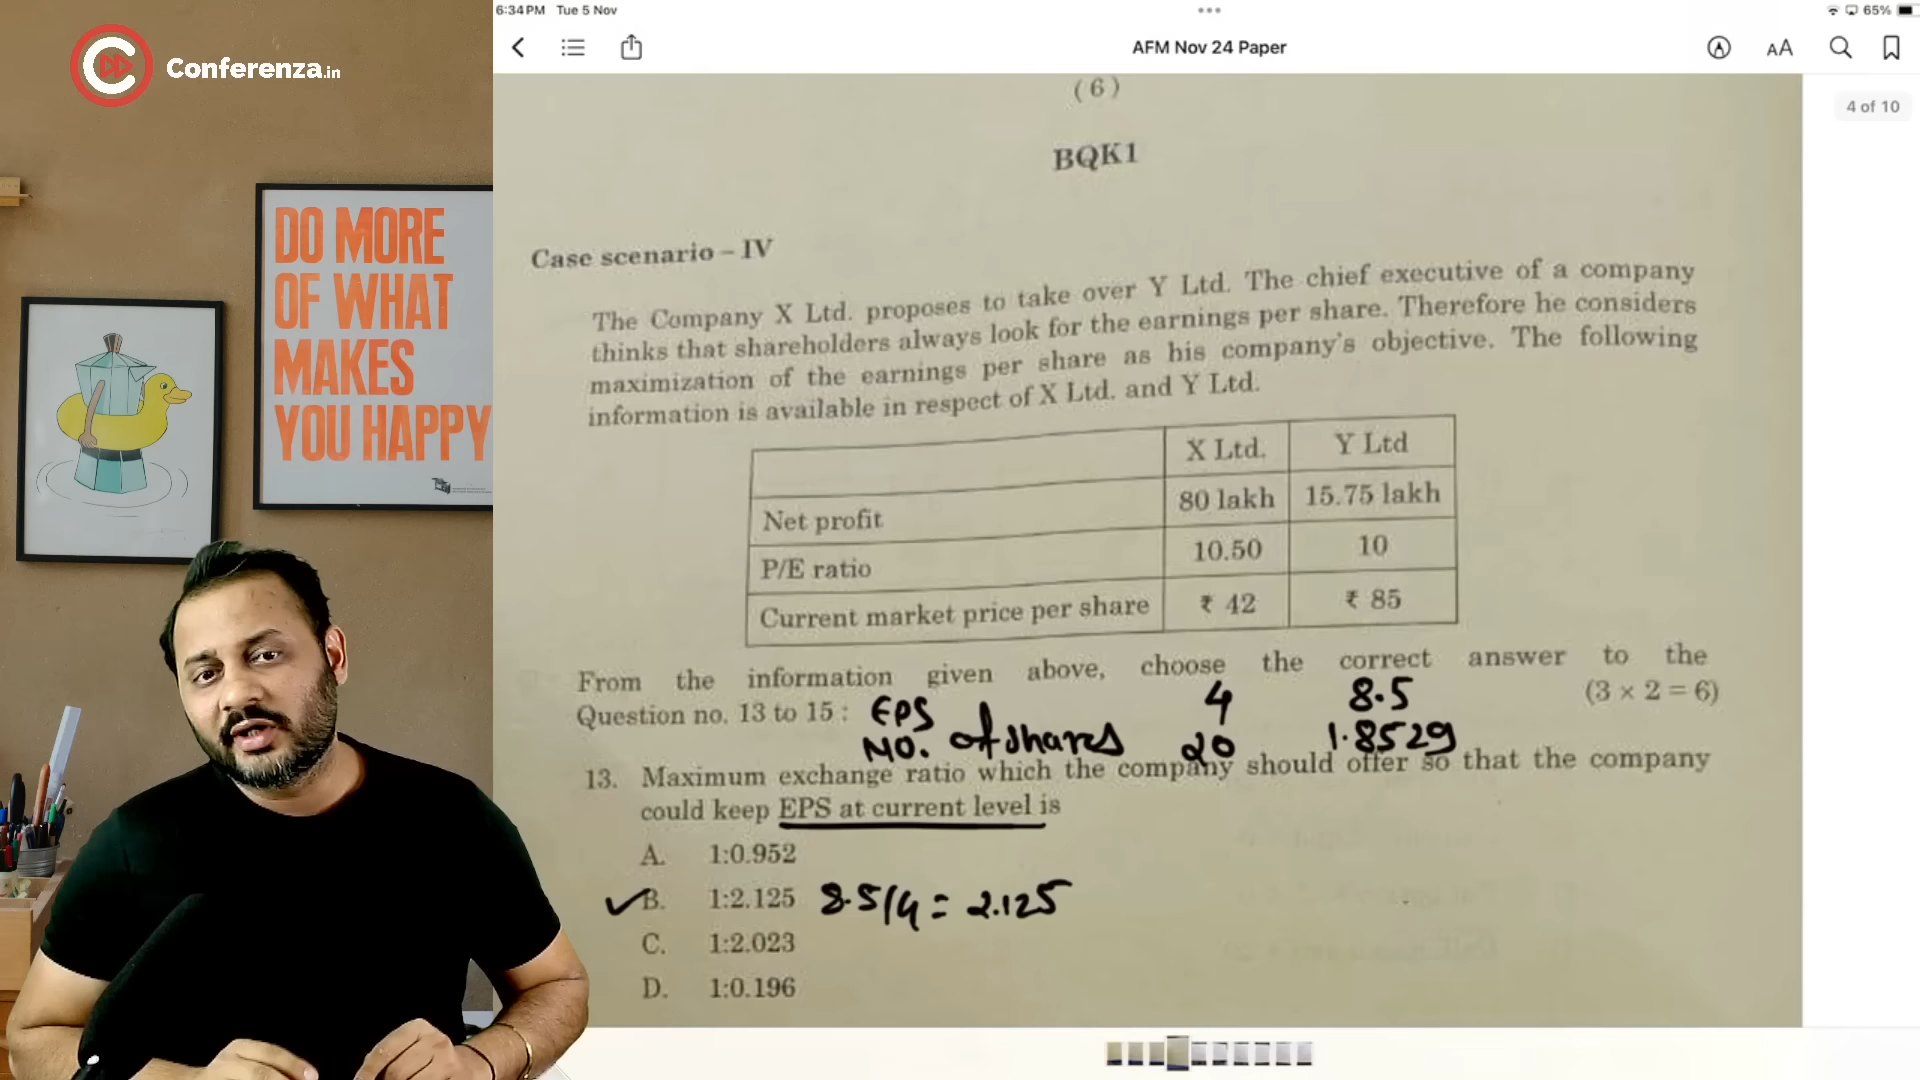 6:34 PM Tue 5 Nov
65%
AFM Nov 24 Paper
AA
4 of 10
Conferenza.in
DO MORE
OF WHAT
MAKES
YOU HAPPY
(6)
BQK1
Case scenario – IV
The Company X Ltd. proposes to take over Y Ltd. The chief executive of a company
thinks that shareholders always look for the earnings per share. Therefore he considers
maximization of the earnings per share as his company's objective. The following
information is available in respect of X Ltd. and Y Ltd.
X Ltd. Y Ltd
Net profit 80 lakh 15.75 lakh
P/E ratio 10.50 10
Current market price per share ₹ 42 ₹ 85
From the information given above, choose the correct answer to the
Question no. 13 to 15 : (3 × 2 = 6)
EPS 4 8.5
No. of shares 20 1.8529
13. Maximum exchange ratio which the company should offer so that the company
could keep EPS at current level is
A. 1:0.952
B. 1:2.125 8.5/4 = 2.125
C. 1:2.023
D. 1:0.196